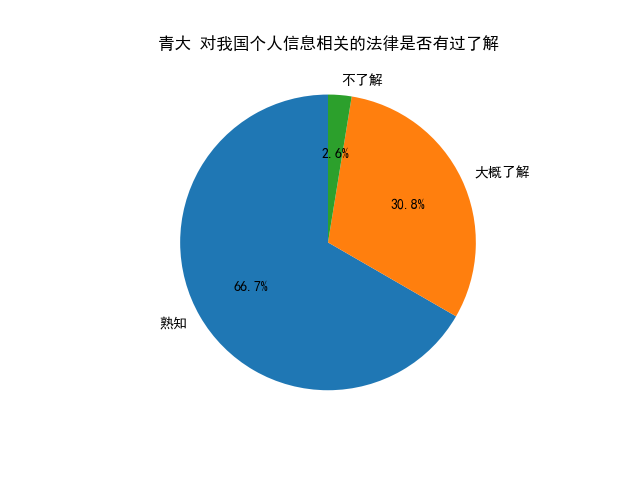 青大 对我国个人信息相关的法律是否有过了解
不了解
2.6%
大概了解
30.8%
66.7%
熟知